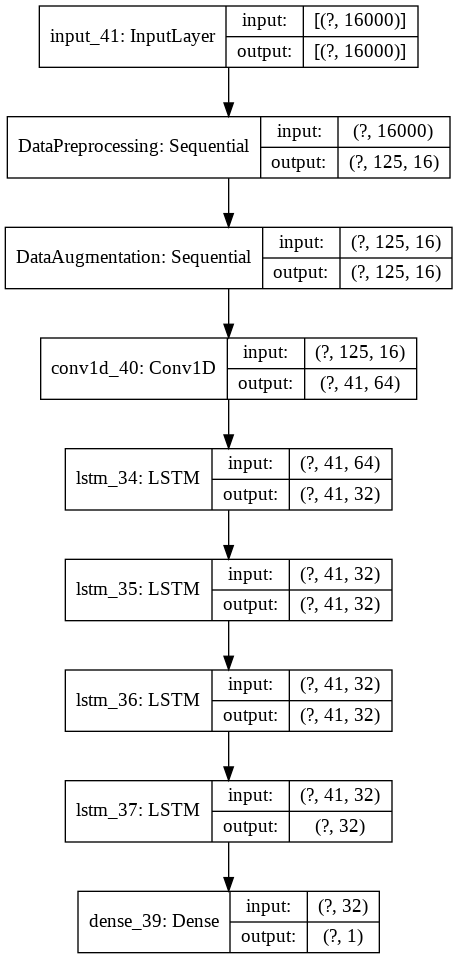 input_41: InputLayer
input: [(?, 16000)]
output: [(?, 16000)]
DataPreprocessing: Sequential
input: (?, 16000)
output: (?, 125, 16)
DataAugmentation: Sequential
input: (?, 125, 16)
output: (?, 125, 16)
conv1d_40: Conv1D
input: (?, 125, 16)
output: (?, 41, 64)
lstm_34: LSTM
input: (?, 41, 64)
output: (?, 41, 32)
lstm_35: LSTM
input: (?, 41, 32)
output: (?, 41, 32)
lstm_36: LSTM
input: (?, 41, 32)
output: (?, 41, 32)
lstm_37: LSTM
input: (?, 41, 32)
output: (?, 32)
dense_39: Dense
input: (?, 32)
output: (?, 1)